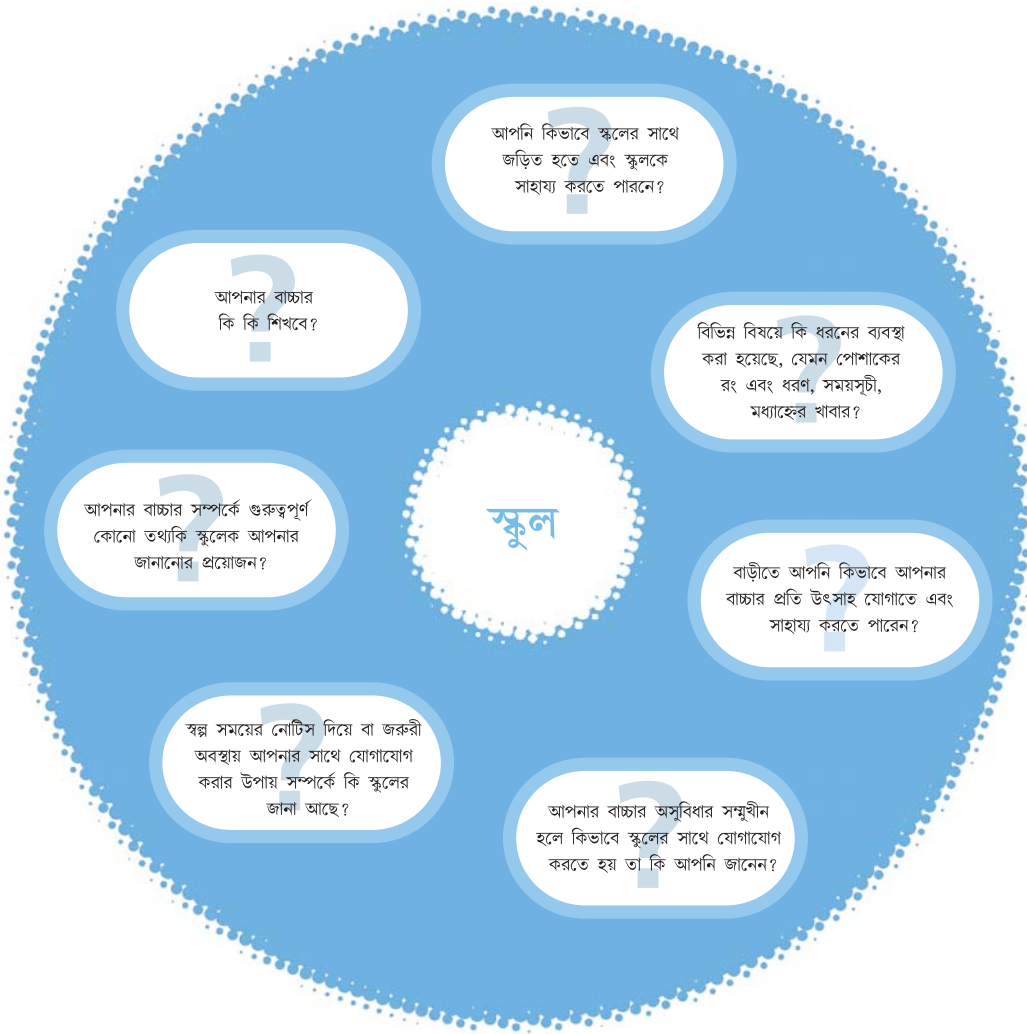 আপনি কিভাবে স্কুলের সাথে
জড়িত হতে এবং স্কুলকে
সাহায্য করতে পারনে?
আপনার বাচ্চার
কি কি শিখবে?
বিভিন্ন বিষয়ে কি ধরনের ব্যবস্থা
করা হয়েছে, যেমন পোশাকের
রং এবং ধরণ, সময়সূচী,
মধ্যাহ্নের খাবার?
আপনার বাচ্চার সম্পর্কে গুরুত্বপূর্ণ
কোনো তথ্যকি স্কুলেক আপনার
জানানোর প্রয়োজন?
স্কুল
বাড়ীতে আপনি কিভাবে আপনার
বাচ্চার প্রতি উৎসাহ যোগাতে এবং
সাহায্য করতে পারেন?
স্বল্প সময়ের নোটিস দিয়ে বা জরুরী
অবস্থায় আপনার সাথে যোগাযোগ
করার উপায় সম্পর্কে কি স্কুলের
জানা আছে?
আপনার বাচ্চার অসুবিধার সম্মুখীন
হলে কিভাবে স্কুলের সাথে যোগাযোগ
করতে হয় তা কি আপনি জানেন?